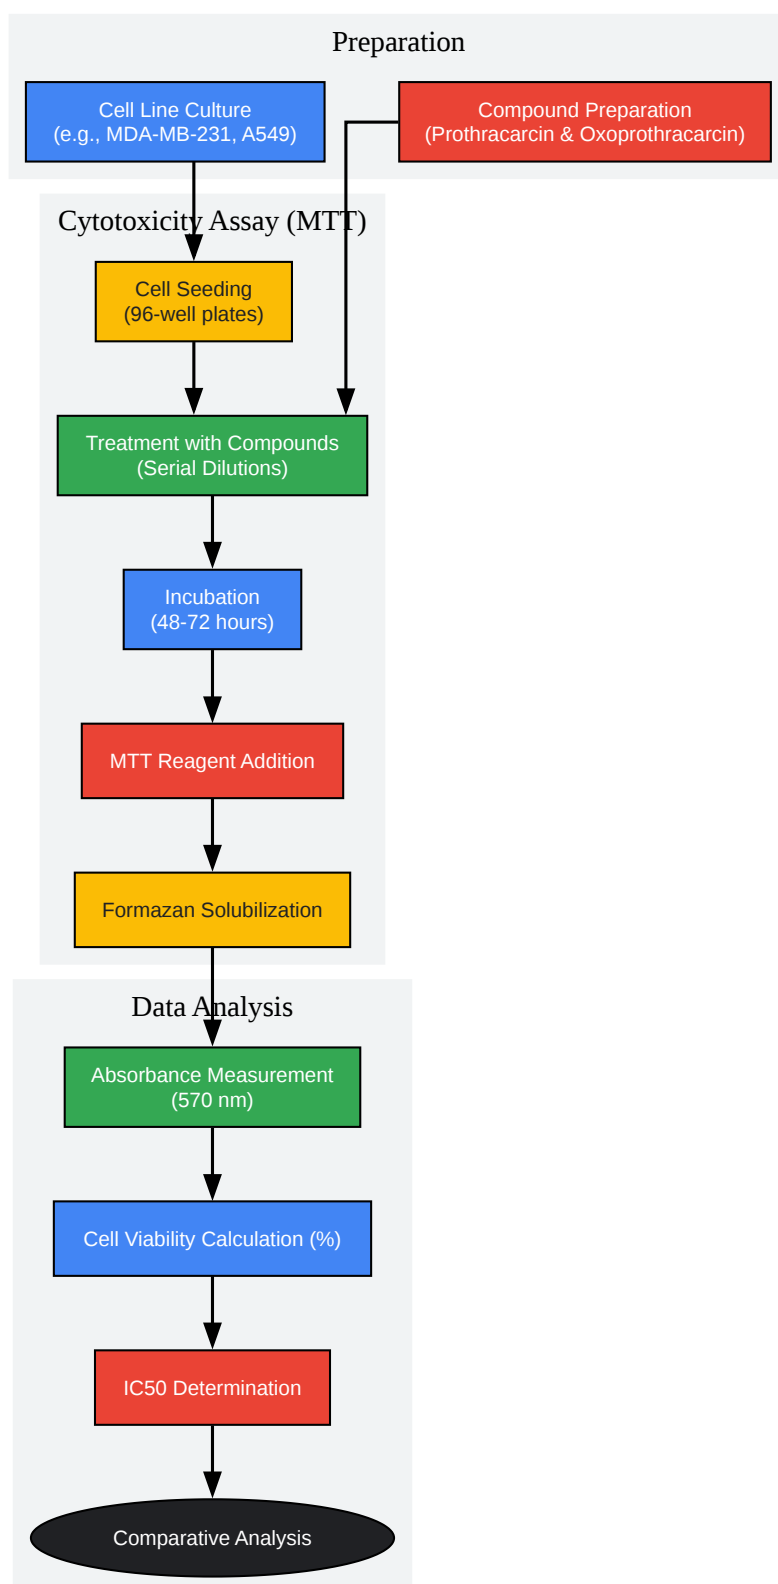 Preparation
Cell Line Culture
(e.g., MDA-MB-231, A549)
Compound Preparation
(Prothracarcin & Oxoprothracarcin)
Cytotoxicity Assay (MTT)
Cell Seeding
(96-well plates)
Treatment with Compounds
(Serial Dilutions)
Incubation
(48-72 hours)
MTT Reagent Addition
Formazan Solubilization
Data Analysis
Absorbance Measurement
(570 nm)
Cell Viability Calculation (%)
IC50 Determination
Comparative Analysis